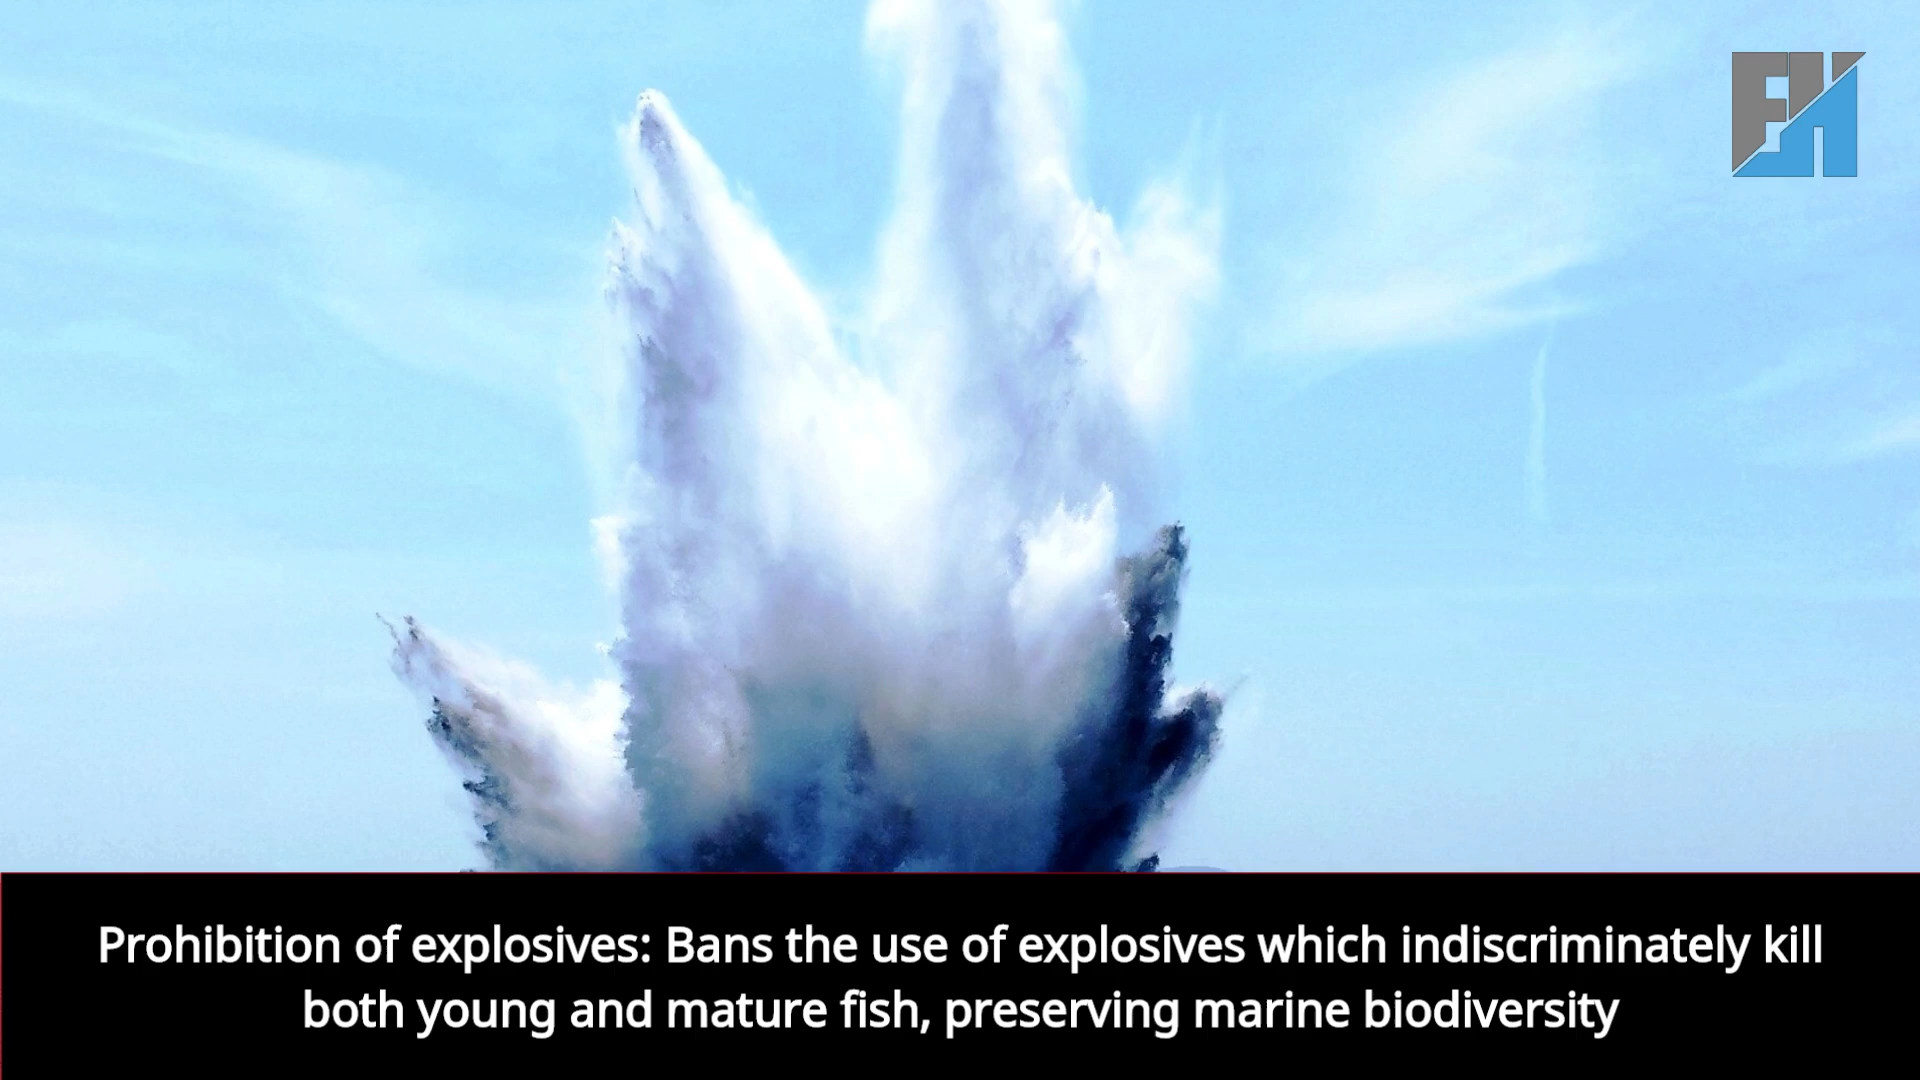 Prohibition of explosives: Bans the use of explosives which indiscriminately kill
both young and mature fish, preserving marine biodiversity